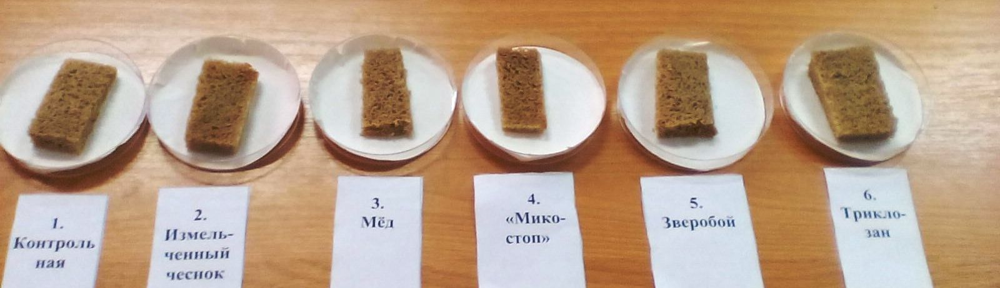 1.
Контроль
ная
2.
Измель-
ченный
чеснок
3.
Мёд
4.
«Мико-
стоп»
5.
Зверобой
6.
Трикло-
зан